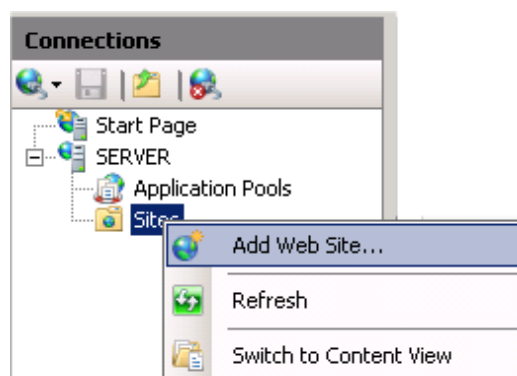 Connections
Start Page
SERVER
Application Pools
Sites
Add Web Site...
Refresh
Switch to Content View